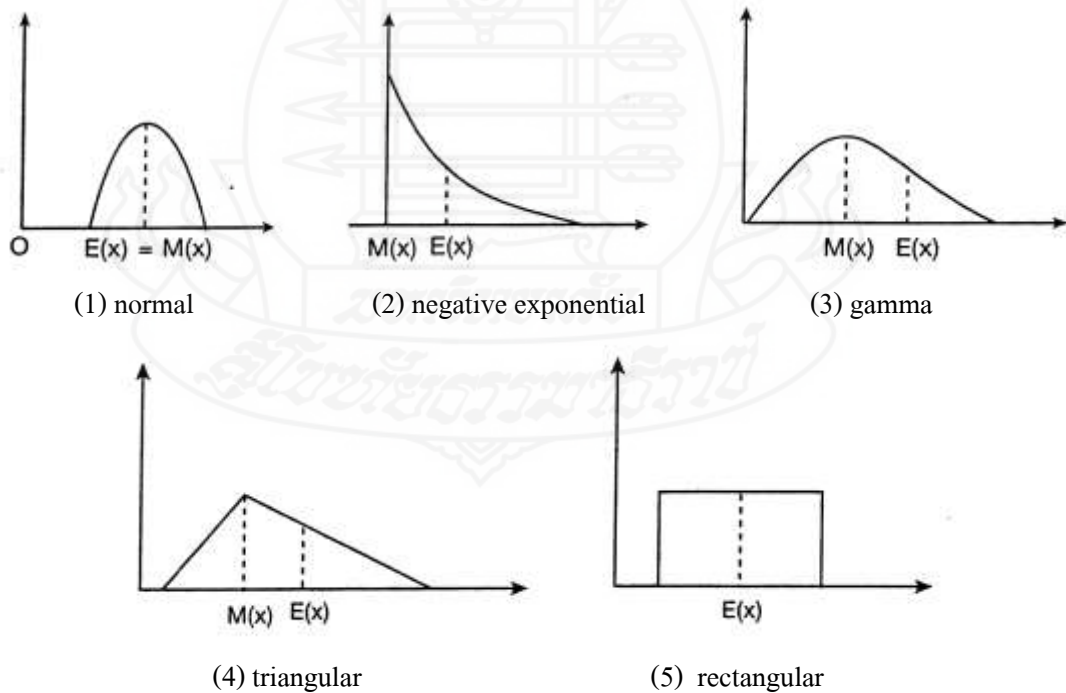 O
E(x) = M(x)
M(x) E(x)
M(x) E(x)
(1) normal
(2) negative exponential
(3) gamma
M(x) E(x)
E(x)
(4) triangular
(5) rectangular